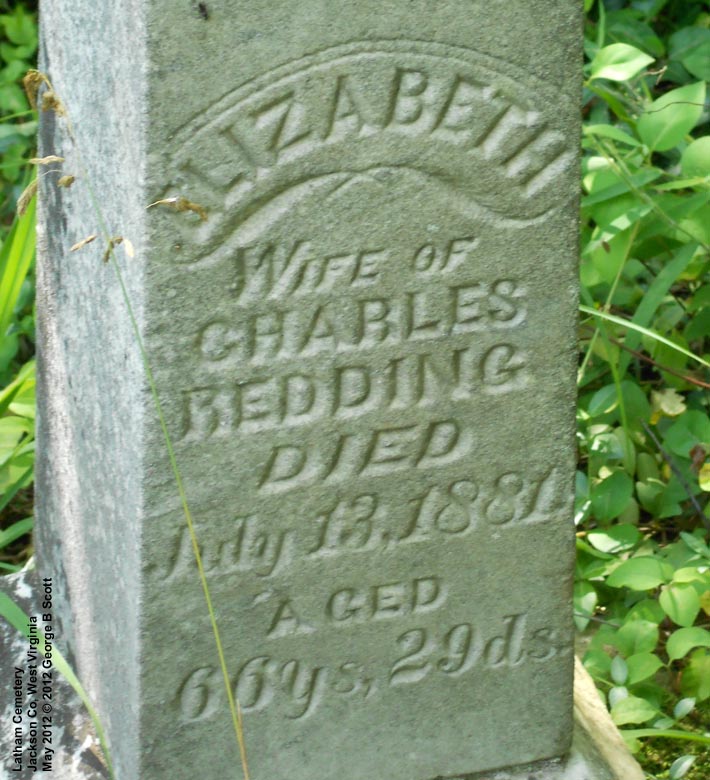 ELIZABETH
WIFE OF
CHARLES
REDDING
DIED
July 13, 1881.
AGED
66ys, 29ds.
Latham Cemetery
Jackson Co. West Virginia
May 2012 © 2012 George B Scott